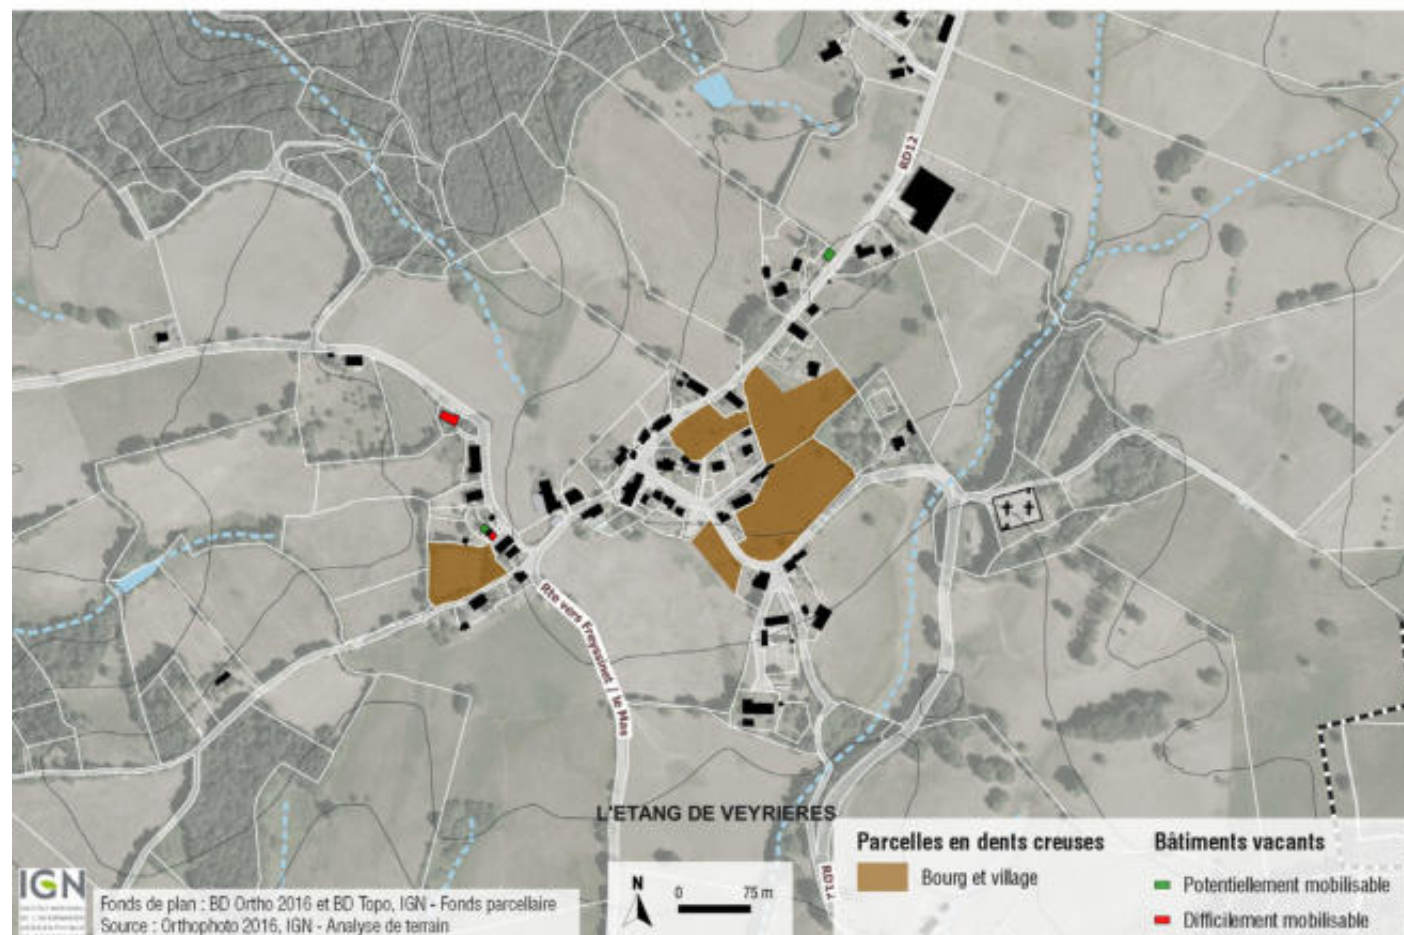 RD12
Rte vers Freyssinet / le Mas
L'ETANG DE VEYRIERES
RD12
Parcelles en dents creuses
Bourg et village
Bâtiments vacants
Potentiellement mobilisable
Difficilement mobilisable
N
0 75 m
IGN
Fonds de plan : BD Ortho 2016 et BD Topo, IGN - Fonds parcellaire
Source : Orthophoto 2016, IGN - Analyse de terrain